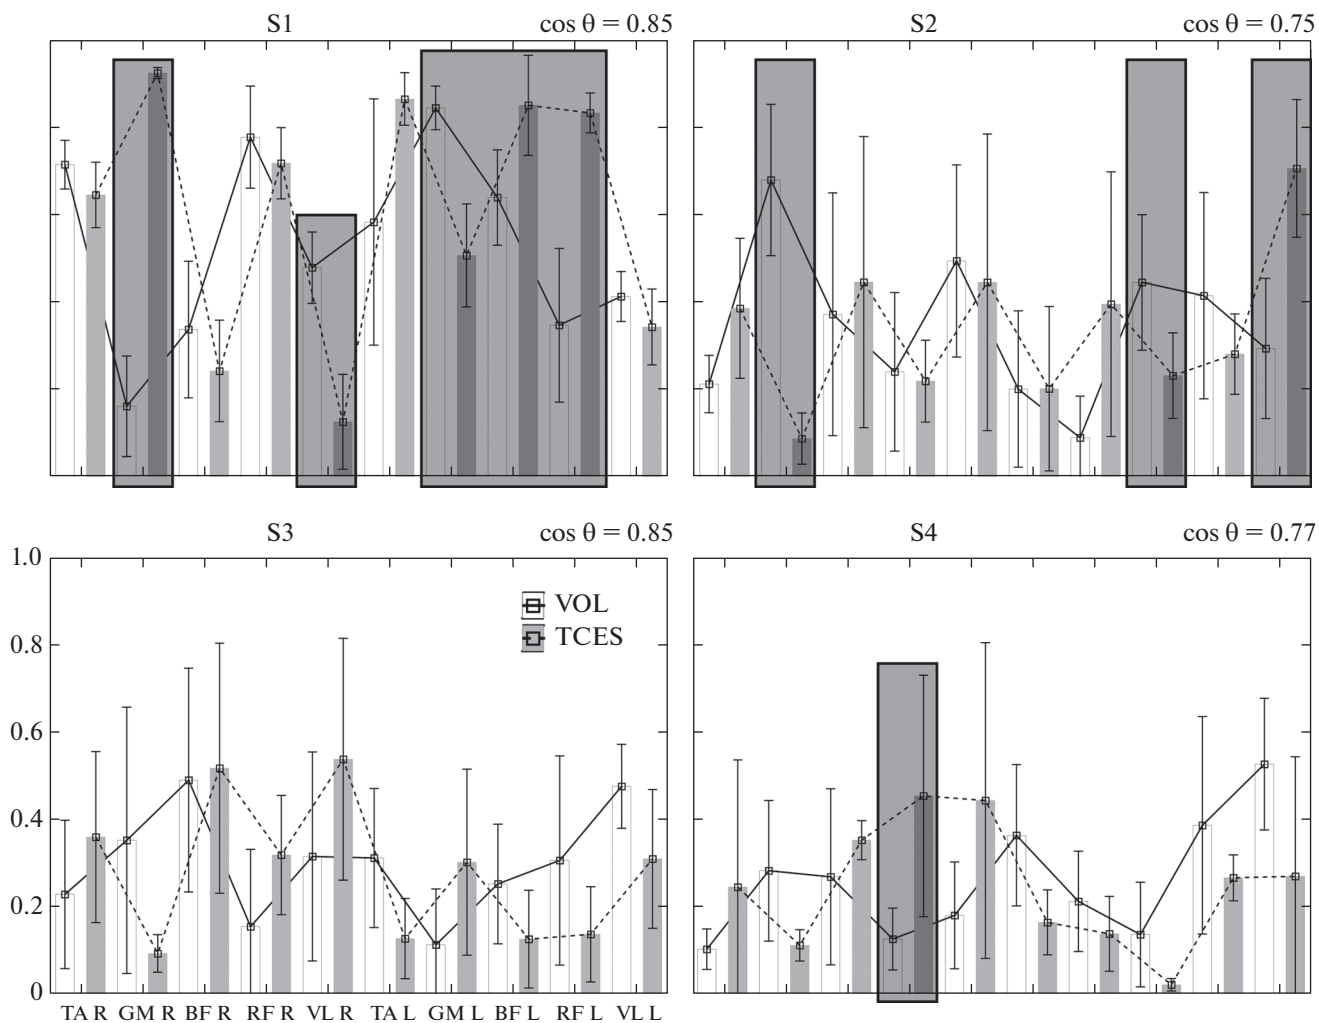 S1 cos θ = 0.85
S2 cos θ = 0.75
S3 cos θ = 0.85
S4 cos θ = 0.77
1.0
VOL
TCES
0.8
0.6
0.4
0.2
0
TA R GM R BF R RF R VL R TA L GM L BF L RF L VL L